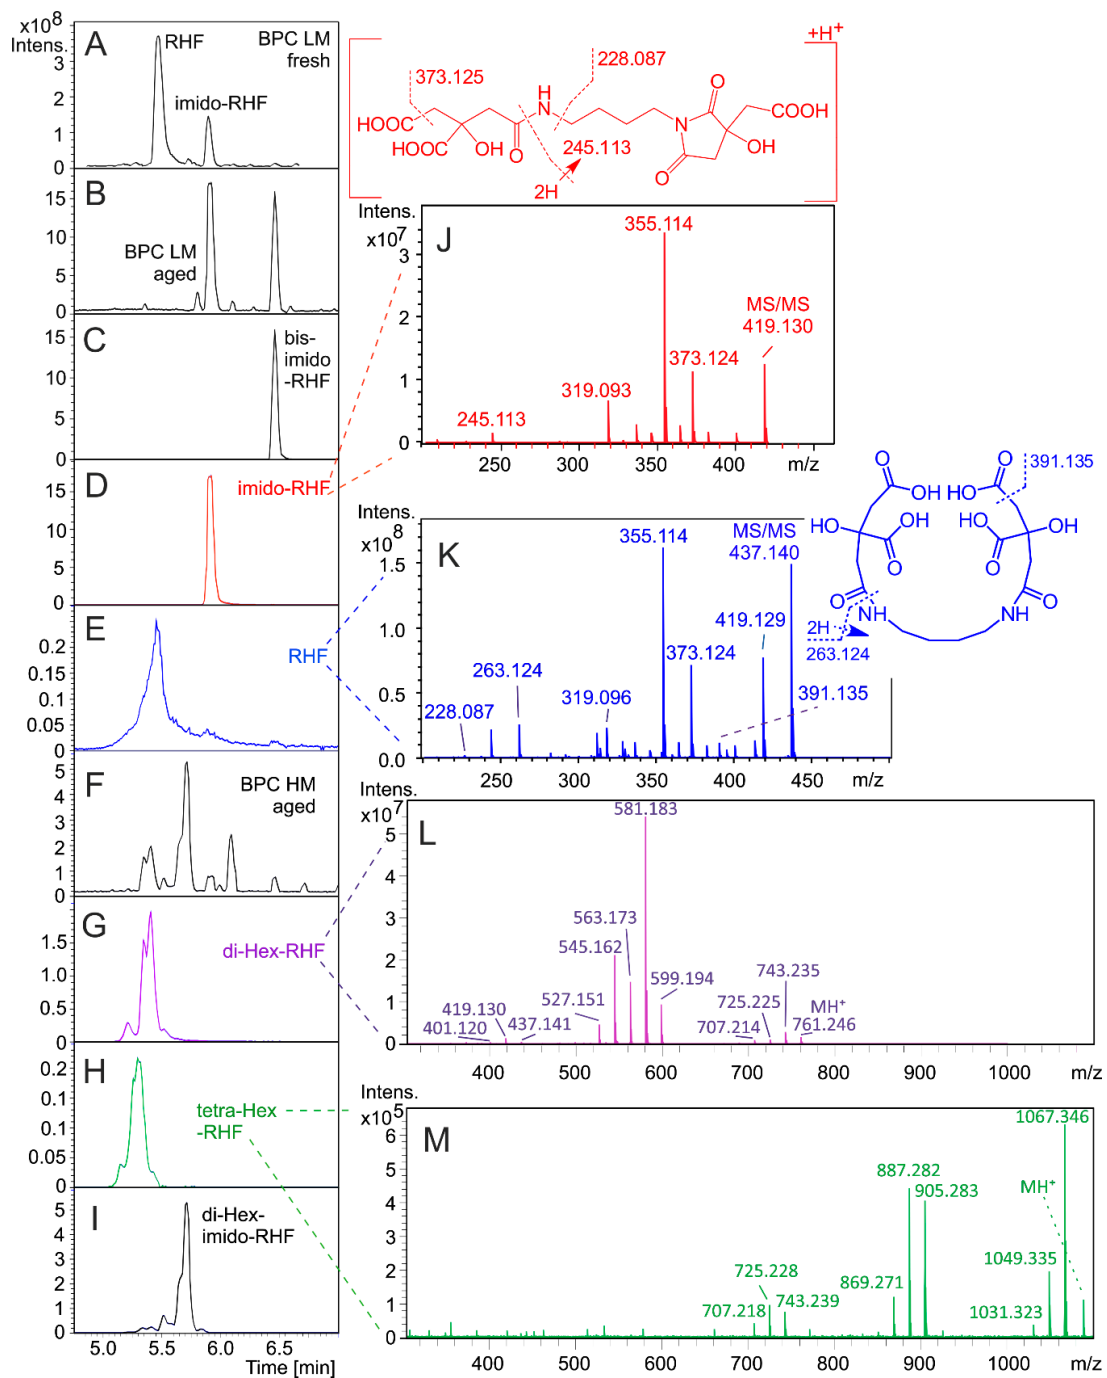 x10⁸
Intens.
A
RHF
BPC LM
fresh
imido-RHF
3
2
1
0
B
BPC LM
aged
15
10
5
0
C
bis-
imido
-RHF
15
10
5
0
D
imido-RHF
15
10
5
0
E
RHF
0.2
0.15
0.1
0.05
0
F
BPC HM
aged
5
4
3
2
1
0
G
di-Hex-RHF
1.5
1.0
0.5
0.0
H
tetra-Hex
-RHF
0.2
0.1
0.1
0.05
0
I
di-Hex-
imido-RHF
5
4
3
2
1
0
5.0 5.5 6.0 6.5
Time [min]
+H⁺
373.125
228.087
H
N
O
COOH
HOOC
HOOC
OH
O
N
O
OH
245.113
2H
Intens.
x10⁷
J
355.114
MS/MS
419.130
373.124
319.093
245.113
3
2
1
0
250 300 350 400 m/z
Intens.
x10⁸
K
355.114
MS/MS
437.140
419.129
373.124
391.135
263.124
319.096
228.087
1.5
1.0
0.5
0.0
250 300 350 400 450 m/z
391.135
O
OH
HO
O
HO
OH
HO
OH
O
O
O
NH
NH
O
2H
263.124
Intens.
x10⁷
L
581.183
563.173
545.162
599.194
527.151
743.235
725.225
MH⁺
419.130
401.120
437.141
707.214
761.246
5
4
3
2
1
0
400 500 600 700 800 900 1000 m/z
Intens.
x10⁵
M
1067.346
887.282
905.283
MH⁺
1049.335
725.228
869.271
707.218
743.239
1031.323
6
5
4
3
2
1
0
400 500 600 700 800 900 1000 m/z